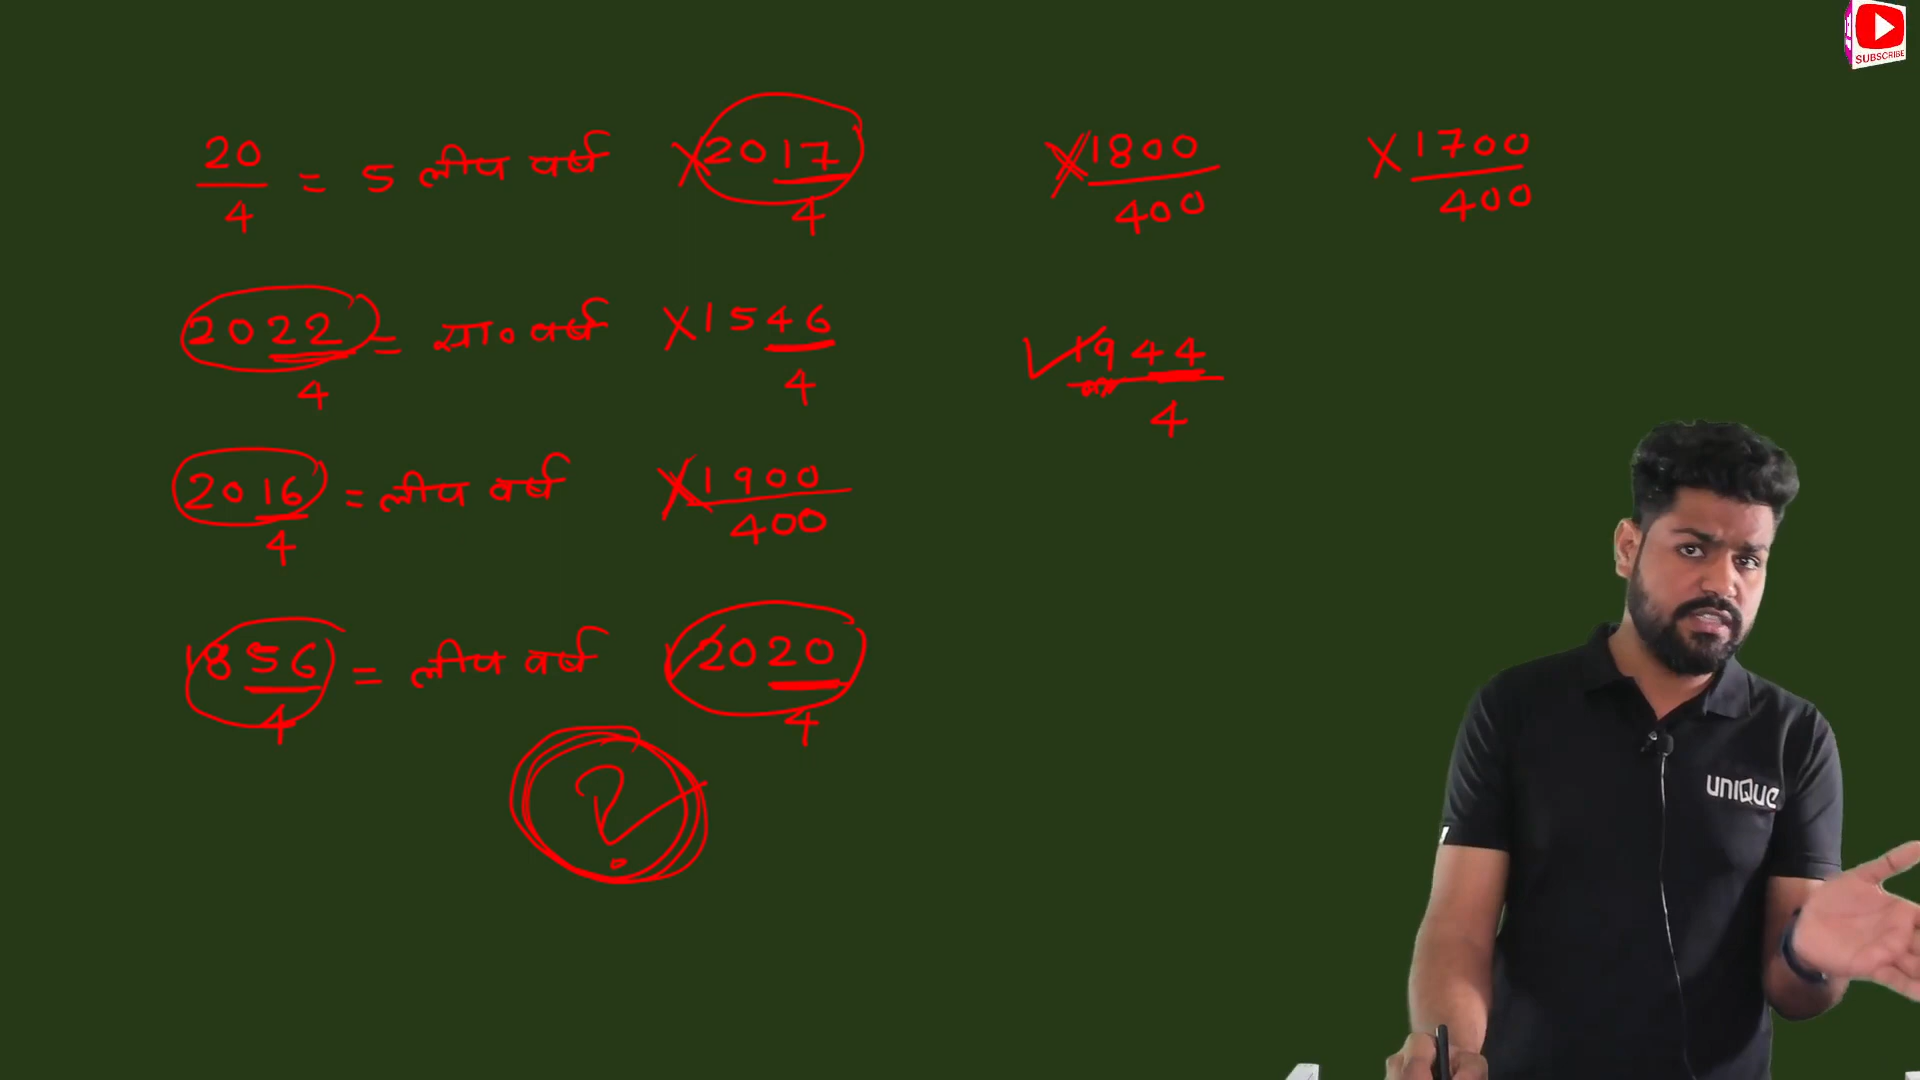 20/4 = 5 लीप वर्ष
2022/4 = सा० वर्ष
2016/4 = लीप वर्ष
1856/4 = लीप वर्ष
X 2017/4
X 1546/4
X 1900/400
✓ 2020/4
?
X 1800/400
✓ 1944/4
X 1700/400
SUBSCRIBE
UNIQUE